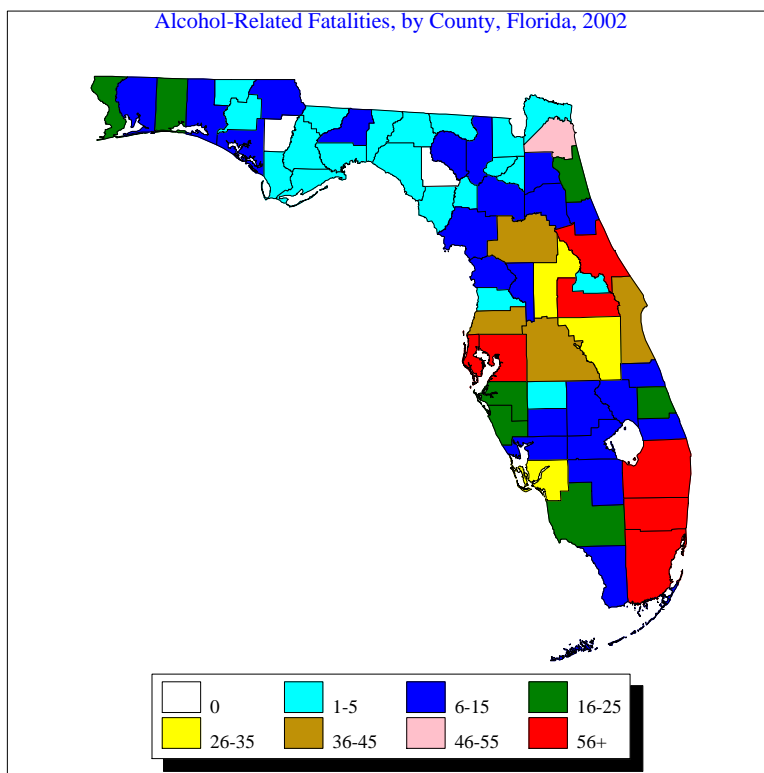 Alcohol-Related Fatalities, by County, Florida, 2002
0 1-5 6-15 16-25
26-35 36-45 46-55 56+